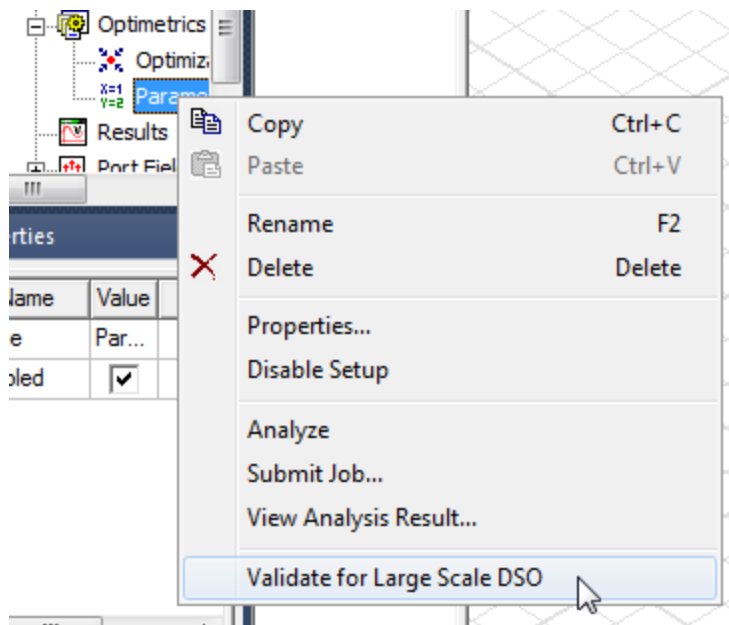 Optimetrics
Optimiz
X=1
Y=2
Param
Results
Port Fiel
Copy Ctrl+C
Paste Ctrl+V
Rename F2
Delete Delete
Properties...
Disable Setup
Analyze
Submit Job...
View Analysis Result...
Validate for Large Scale DSO
erties
Name Value
e Par...
bled